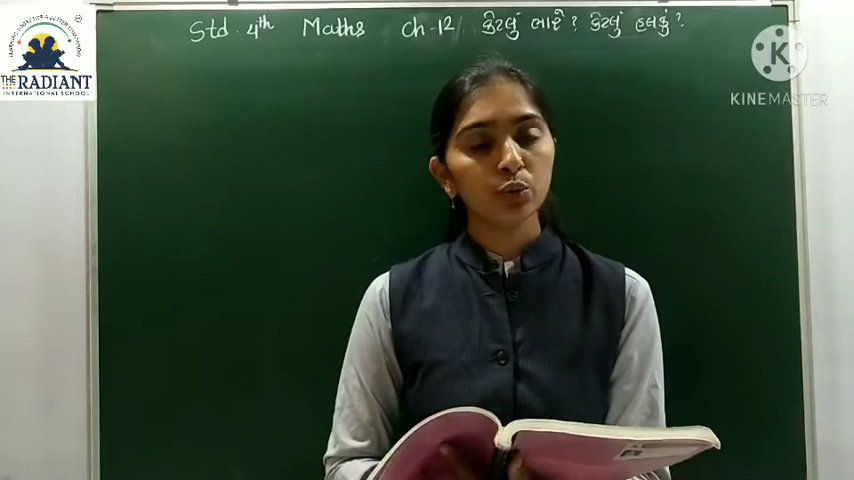 Std 4th Maths Ch-12 કેટલું ભારે? કેટલું હલકું?
THE RADIANT
INTERNATIONAL SCHOOL
K
KINEMASTER